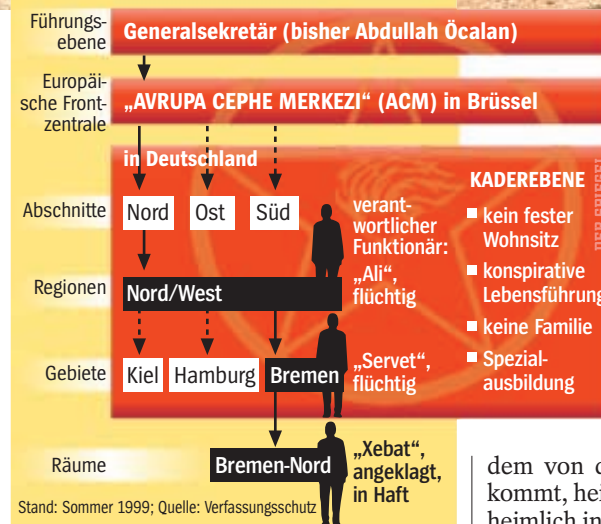 Führungs-
ebene
Generalsekretär (bisher Abdullah Öcalan)
Europäi-
sche Front-
zentrale
„AVRUPA CEPHE MERKEZI“ (ACM) in Brüssel
in Deutschland
Abschnitte
Nord
Ost
Süd
verant-
wortlicher
Funktionär:
„Ali“,
flüchtig
Regionen
Nord/West
Gebiete
Kiel
Hamburg
Bremen
„Servet“,
flüchtig
Räume
Bremen-Nord
„Xebat“,
angeklagt,
in Haft
KADEREBENE
kein fester
Wohnsitz
konspirative
Lebensführung
keine Familie
Spezial-
ausbildung
DER SPIEGEL
Stand: Sommer 1999; Quelle: Verfassungsschutz
dem von
kommt, hei
heimlich in